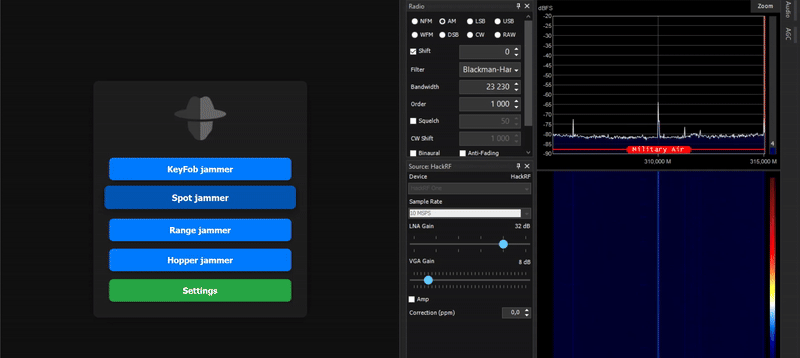 KeyFob jammer
Spot jammer
Range jammer
Hopper jammer
Settings
Radio
NFM AM LSB USB
WFM DSB CW RAW
Shift 0
Filter Blackman-Har
Bandwidth 23 230
Order 1 000
Squelch 50
CW Shift 1 000
Binaural Anti-Fading
Source: HackRF
Device HackRF
Sample Rate
10 MSPS
LNA Gain 32 dB
VGA Gain 8 dB
Amp
Correction (ppm) 0,0
dBFS
Zoom
-20
-25
-30
-35
-40
-45
-50
-55
-60
-65
-70
-75
-80
-85
-90
4
Military Air
310,000 M 315,000 M
Audio
AGC